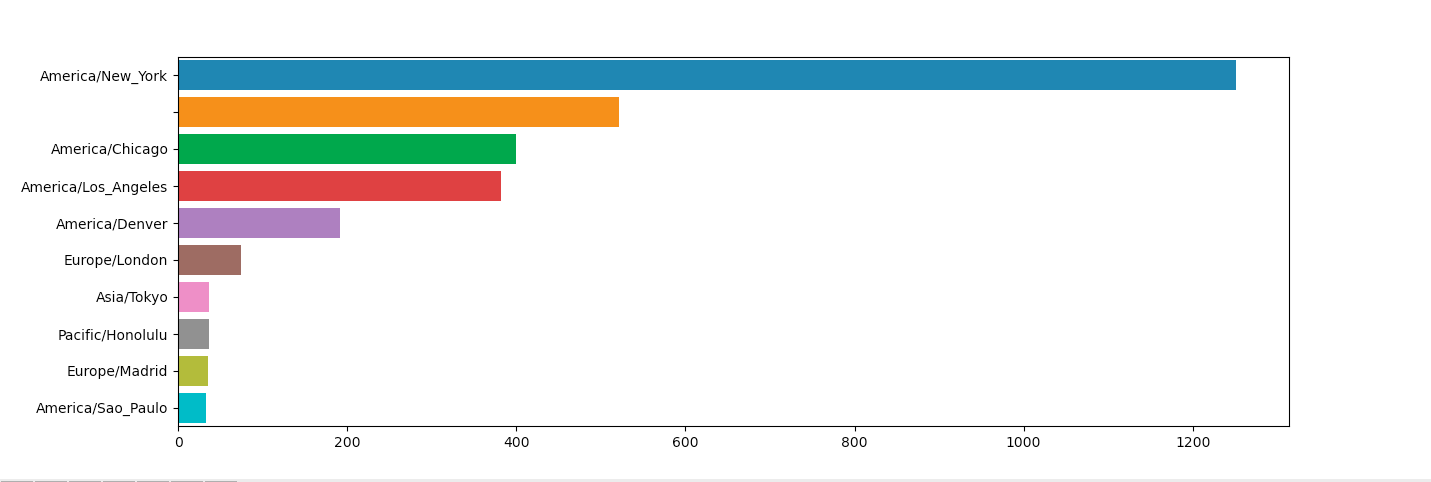 America/New_York
America/Chicago
America/Los_Angeles
America/Denver
Europe/London
Asia/Tokyo
Pacific/Honolulu
Europe/Madrid
America/Sao_Paulo
0 200 400 600 800 1000 1200